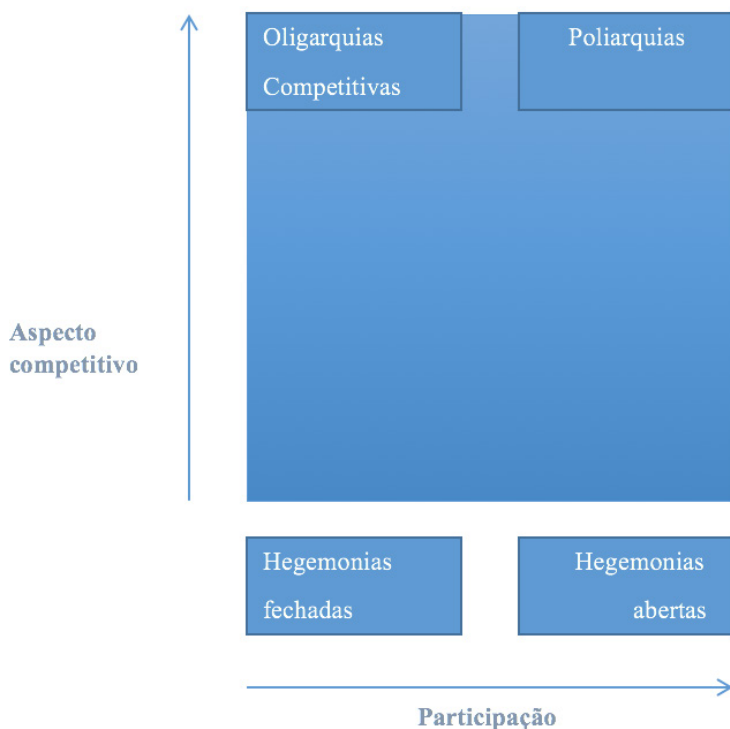 Oligarquias
Competitivas
Poliarquias
Aspecto
competitivo
Hegemonias
fechadas
Hegemonias
abertas
Participação